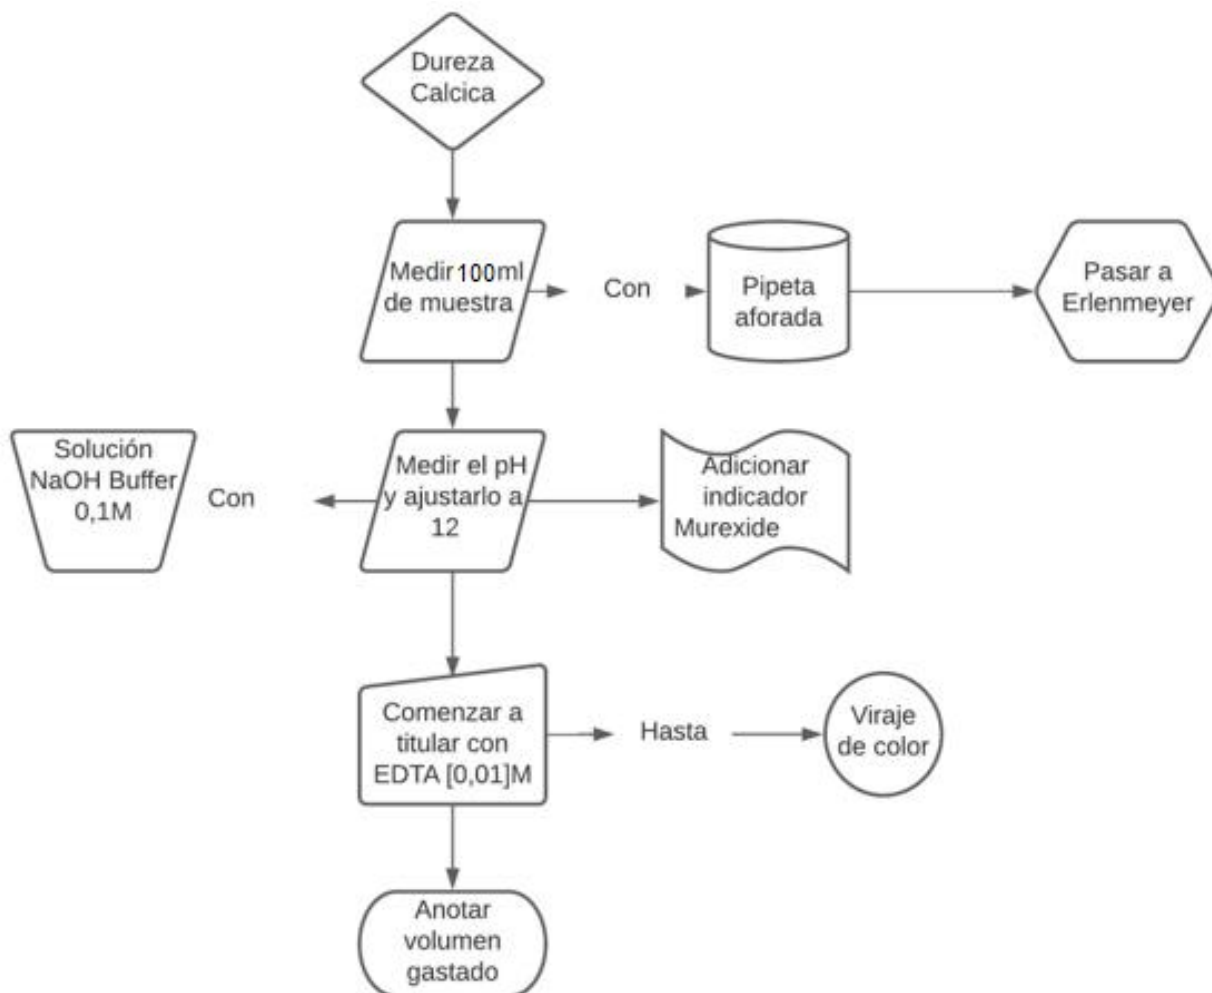 Dureza
Calcica
Medir 100ml
de muestra
Con
Pipeta
aforada
Pasar a
Erlenmeyer
Solución
NaOH Buffer
0,1M
Con
Medir el pH
y ajustarlo a
12
Adicionar
indicador
Murexide
Comenzar a
titular con
EDTA [0,01]M
Hasta
Viraje
de color
Anotar
volumen
gastado